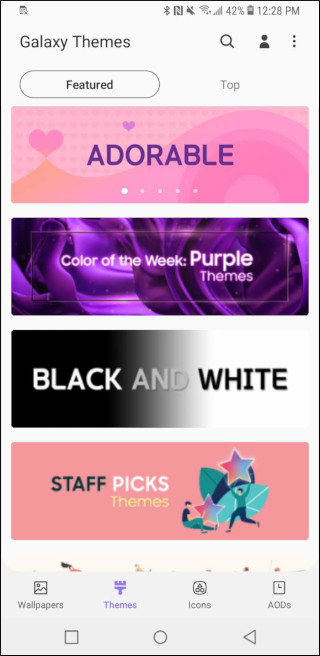 42% 12:28 PM
Galaxy Themes
Featured
Top
ADORABLE
Color of the Week: Purple
Themes
BLACK AND WHITE
STAFF PICKS
Themes
Wallpapers
Themes
Icons
AODs